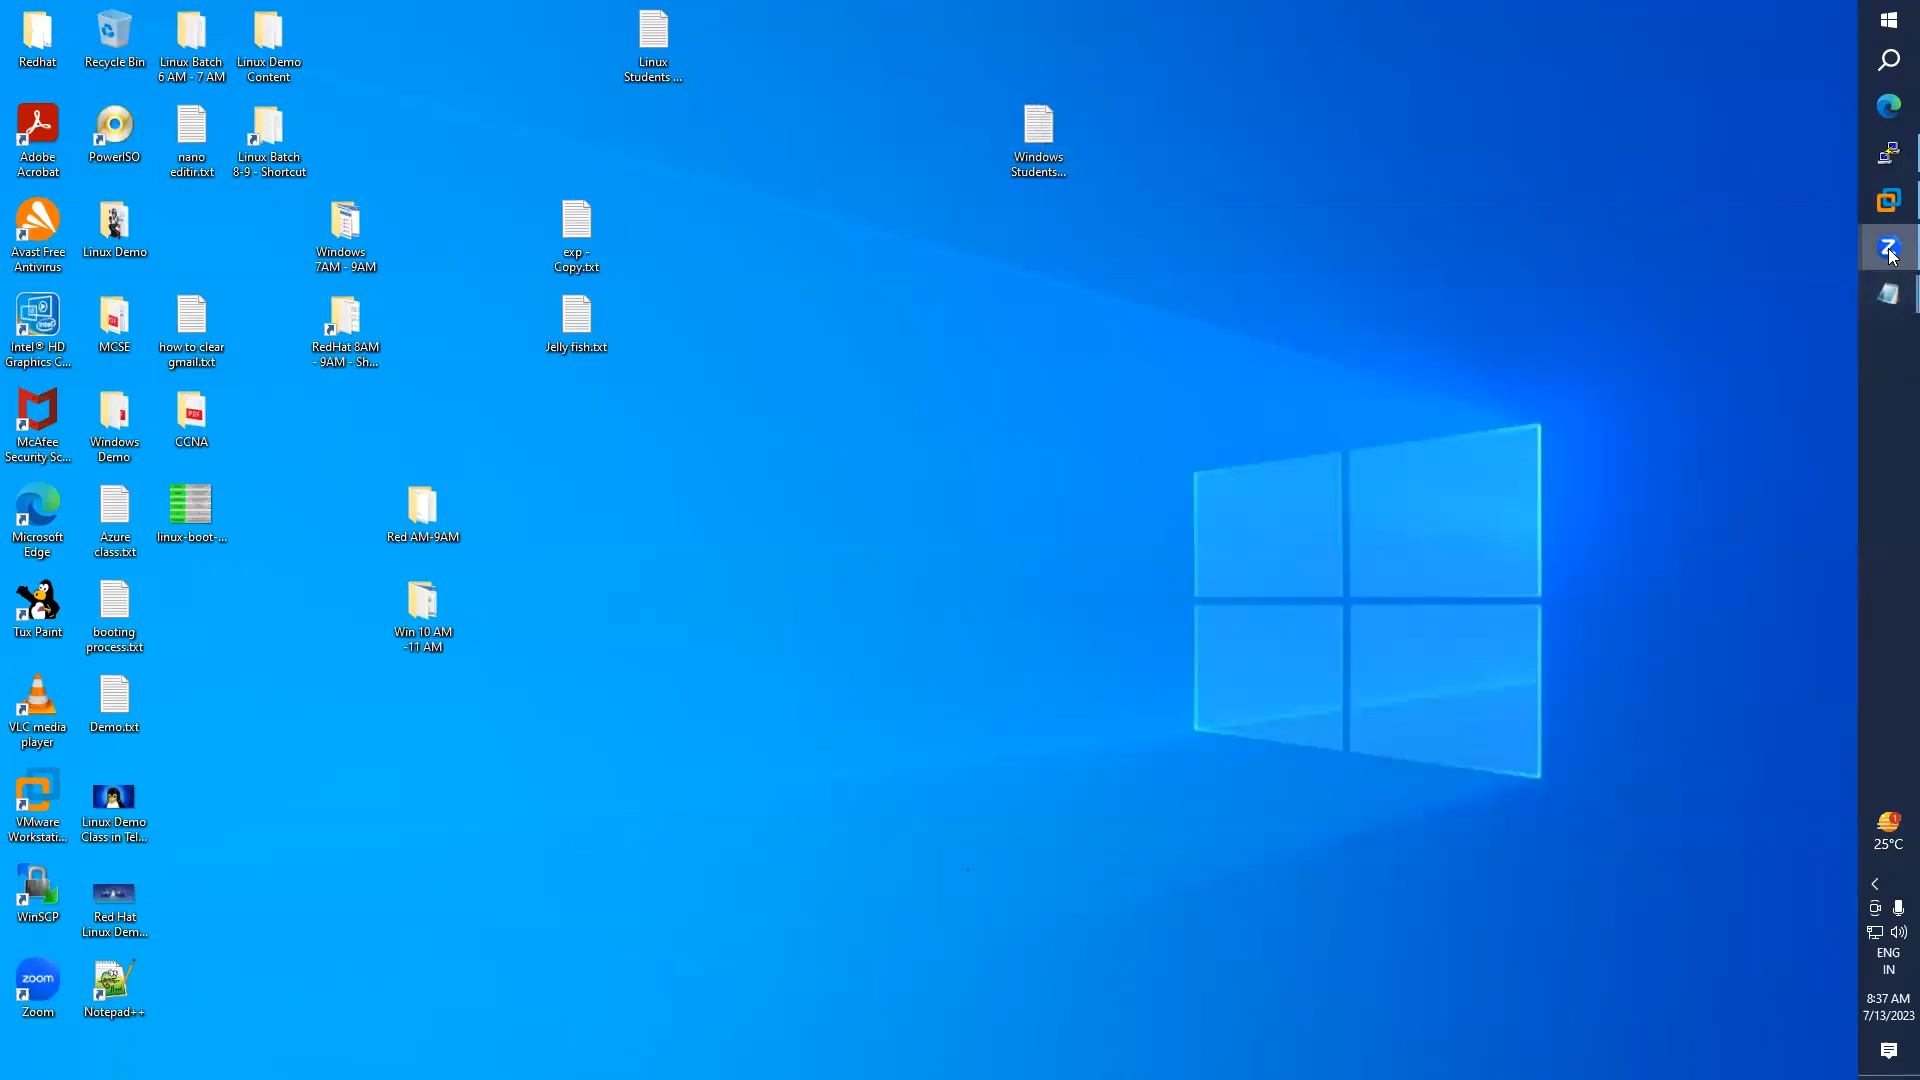 Redhat
Recycle Bin
Linux Batch
6 AM - 7 AM
Linux Demo
Content
Linux
Students ...
Adobe
Acrobat
PowerISO
nano
editir.txt
Linux Batch
8-9 - Shortcut
Windows
Students...
Avast Free
Antivirus
Linux Demo
Windows
7AM - 9AM
exp -
Copy.txt
Intel® HD
Graphics C...
MCSE
how to clear
gmail.txt
RedHat 8AM
- 9AM - Sh...
Jelly fish.txt
McAfee
Security Sc...
Windows
Demo
CCNA
Microsoft
Edge
Azure
class.txt
linux-boot-...
Red AM-9AM
Tux Paint
booting
process.txt
Win 10 AM
-11 AM
VLC media
player
Demo.txt
VMware
Workstati...
Linux Demo
Class in Tel...
WinSCP
Red Hat
Linux Dem...
zoom
Zoom
Notepad++
25°C
ENG
IN
8:37 AM
7/13/2023